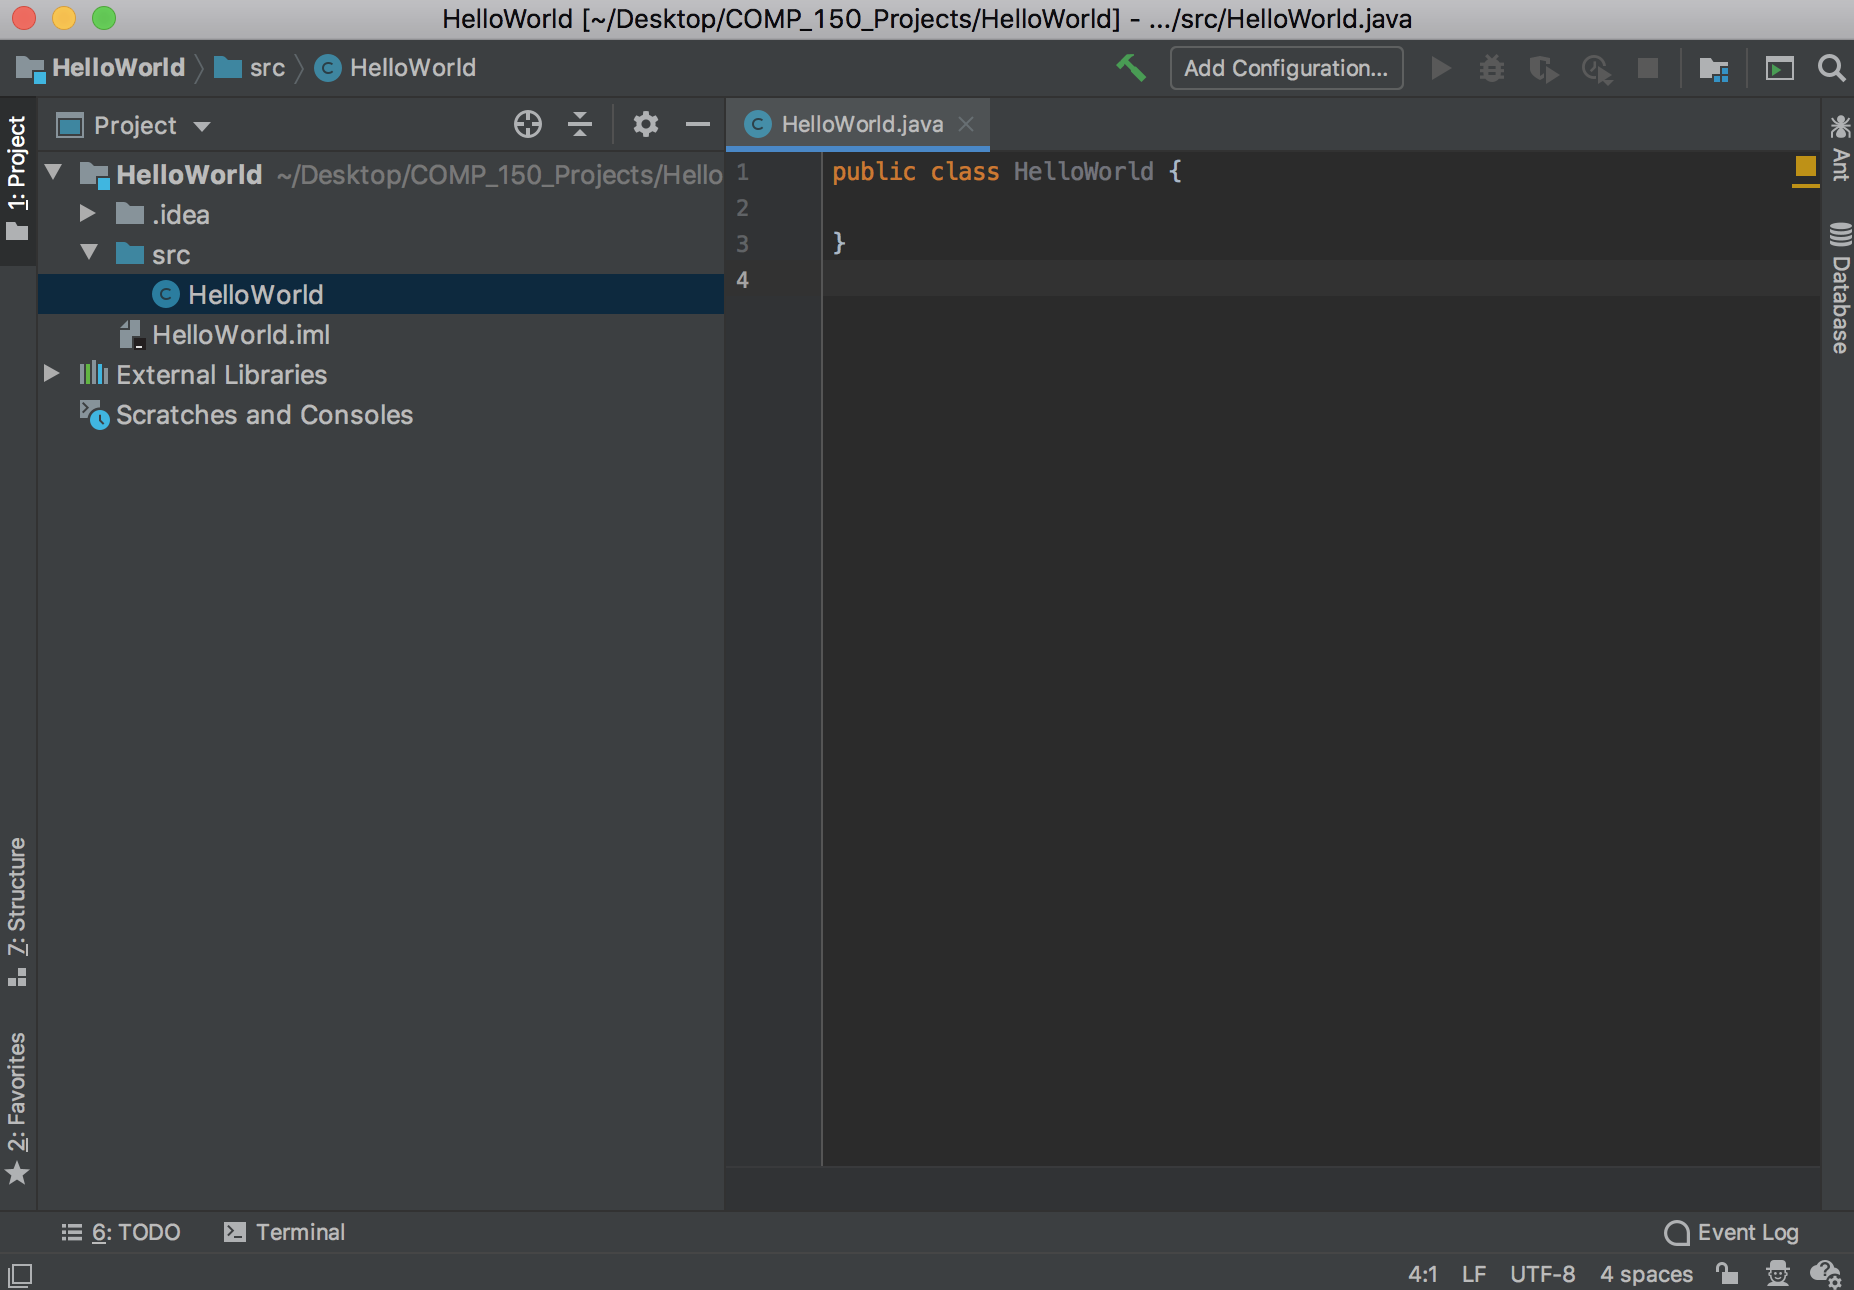 HelloWorld [~/Desktop/COMP_150_Projects/HelloWorld] - .../src/HelloWorld.java
HelloWorld src HelloWorld
Add Configuration...
1: Project
Project
HelloWorld ~/Desktop/COMP_150_Projects/Hello
.idea
src
HelloWorld
HelloWorld.iml
External Libraries
Scratches and Consoles
HelloWorld.java
1 public class HelloWorld {
2
3 }
4
Ant
Database
7: Structure
2: Favorites
6: TODO
Terminal
Event Log
4:1 LF UTF-8 4 spaces